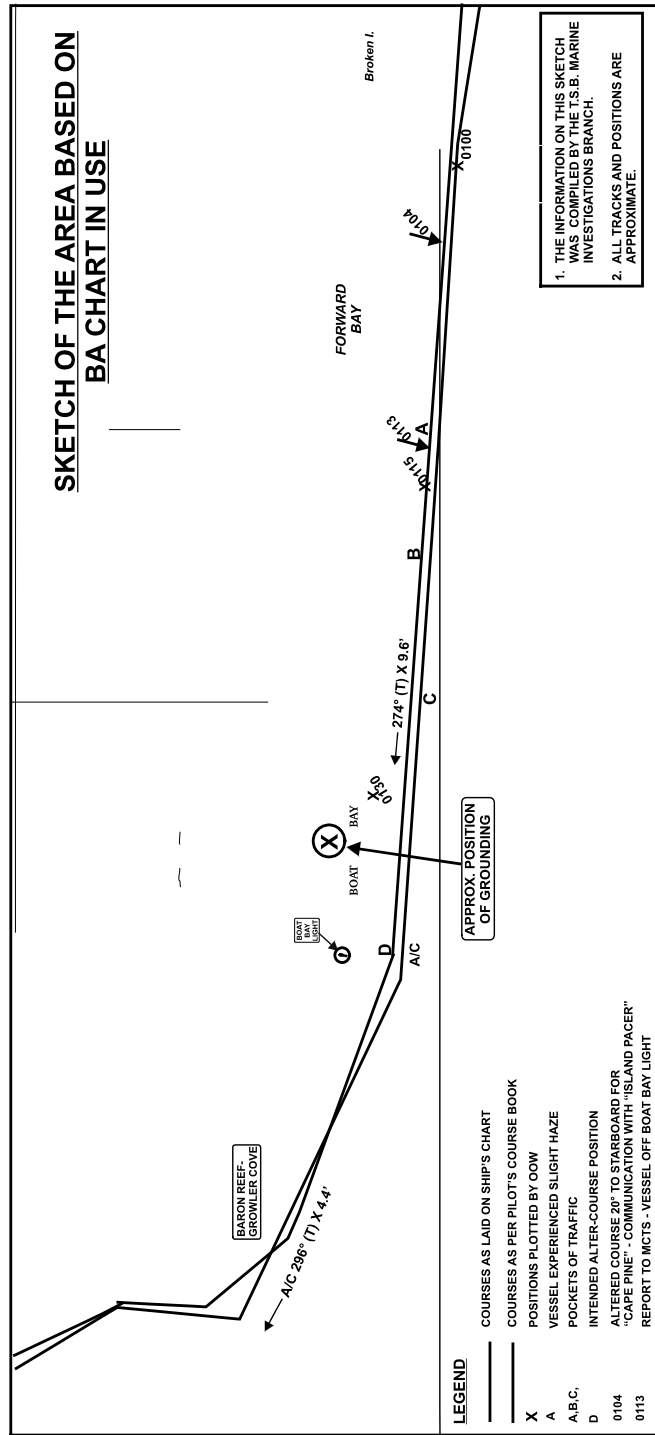 SKETCH OF THE AREA BASED ON
BA CHART IN USE
Broken I.
FORWARD
BAY
0104
X 0100
0113
A
X 0115
B
274° (T) X 9.6'
C
X 0130
X
BOAT BAY
BOAT
BAY
LIGHT
D
A/C
APPROX. POSITION
OF GROUNDING
BARON REEF-
GROWLER COVE
A/C 296° (T) X 4.4'
LEGEND
COURSES AS LAID ON SHIP'S CHART
COURSES AS PER PILOT'S COURSE BOOK
X POSITIONS PLOTTED BY OOW
A VESSEL EXPERIENCED SLIGHT HAZE
A,B,C, POCKETS OF TRAFFIC
D INTENDED ALTER-COURSE POSITION
0104 ALTERED COURSE 20° TO STARBOARD FOR
"CAPE PINE" - COMMUNICATION WITH "ISLAND PACER"
0113 REPORT TO MCTS - VESSEL OFF BOAT BAY LIGHT
1. THE INFORMATION ON THIS SKETCH
WAS COMPILED BY THE T.S.B. MARINE
INVESTIGATIONS BRANCH.
2. ALL TRACKS AND POSITIONS ARE
APPROXIMATE.